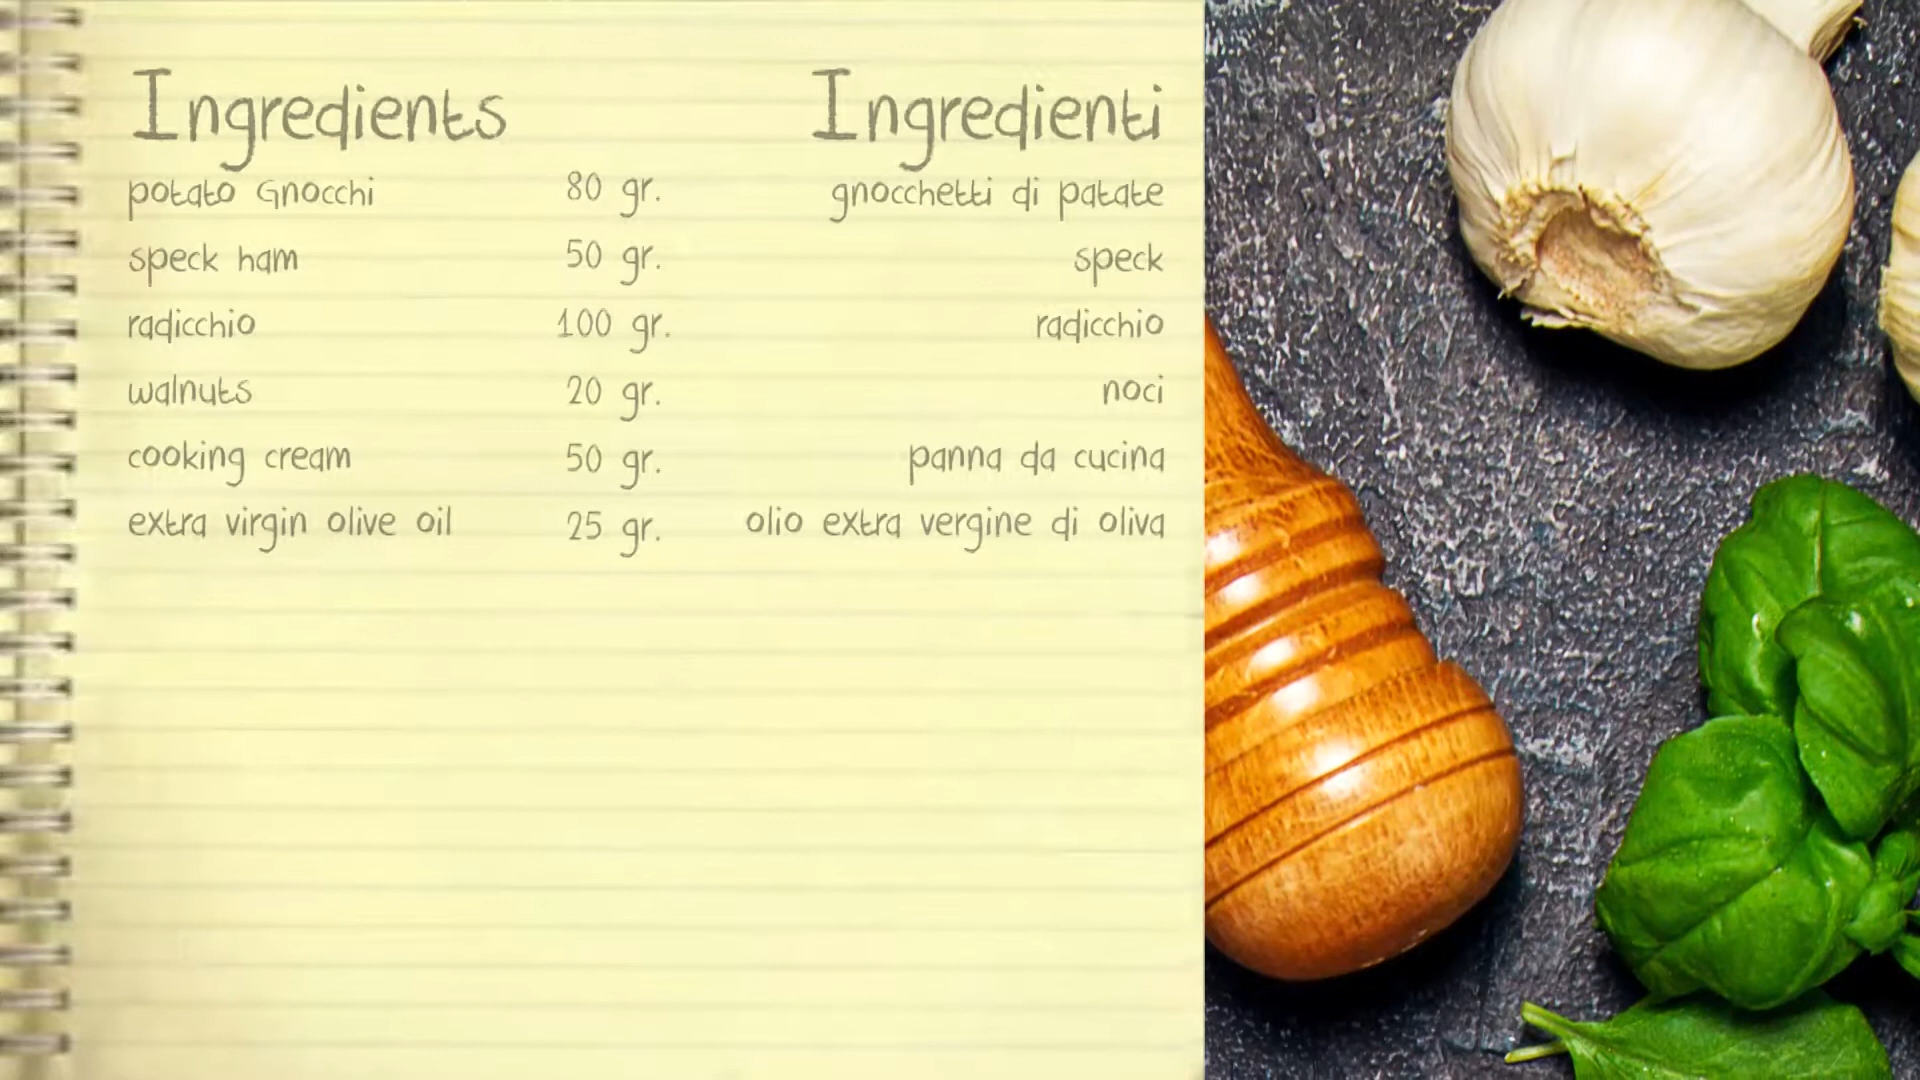 Ingredients Ingredienti
potato Gnocchi 80 gr. gnocchetti di patate
speck ham 50 gr. speck
radicchio 100 gr. radicchio
walnuts 20 gr. noci
cooking cream 50 gr. panna da cucina
extra virgin olive oil 25 gr. olio extra vergine di oliva